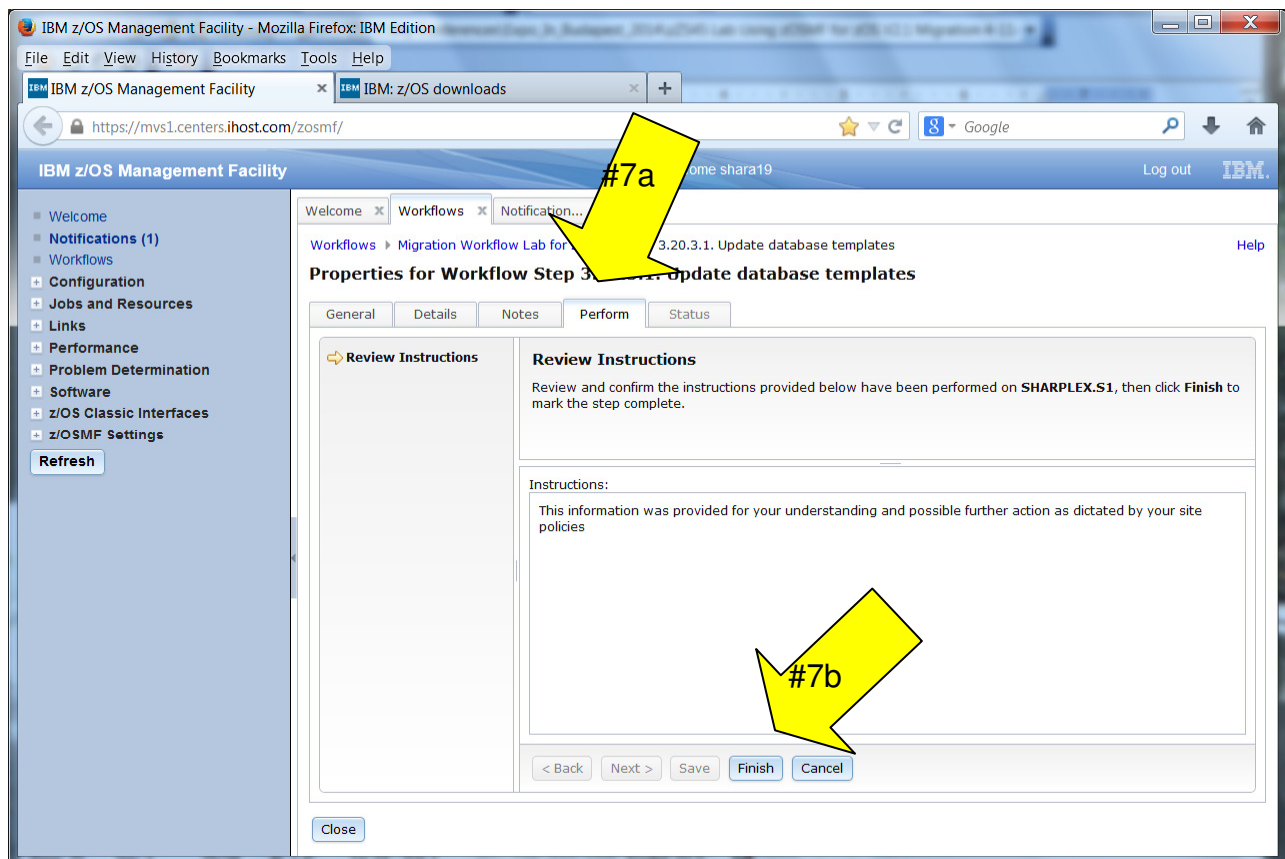 IBM z/OS Management Facility - Mozilla Firefox: IBM Edition
File Edit View History Bookmarks Tools Help
IBM z/OS Management Facility
IBM: z/OS downloads
https://mvs1.centers.ihost.com/zosmf/
Google
IBM z/OS Management Facility
#7a
shara19
Log out
IBM.
Welcome
Notifications (1)
Workflows
Configuration
Jobs and Resources
Links
Performance
Problem Determination
Software
z/OS Classic Interfaces
z/OSMF Settings
Refresh
Welcome
Workflows
Notification...
Workflows Migration Workflow Lab for 3.20.3.1. Update database templates
Help
Properties for Workflow Step Update database templates
General
Details
Notes
Perform
Status
Review Instructions
Review Instructions
Review and confirm the instructions provided below have been performed on SHARPLEX.S1, then click Finish to
mark the step complete.
Instructions:
This information was provided for your understanding and possible further action as dictated by your site
policies
#7b
< Back
Next >
Save
Finish
Cancel
Close